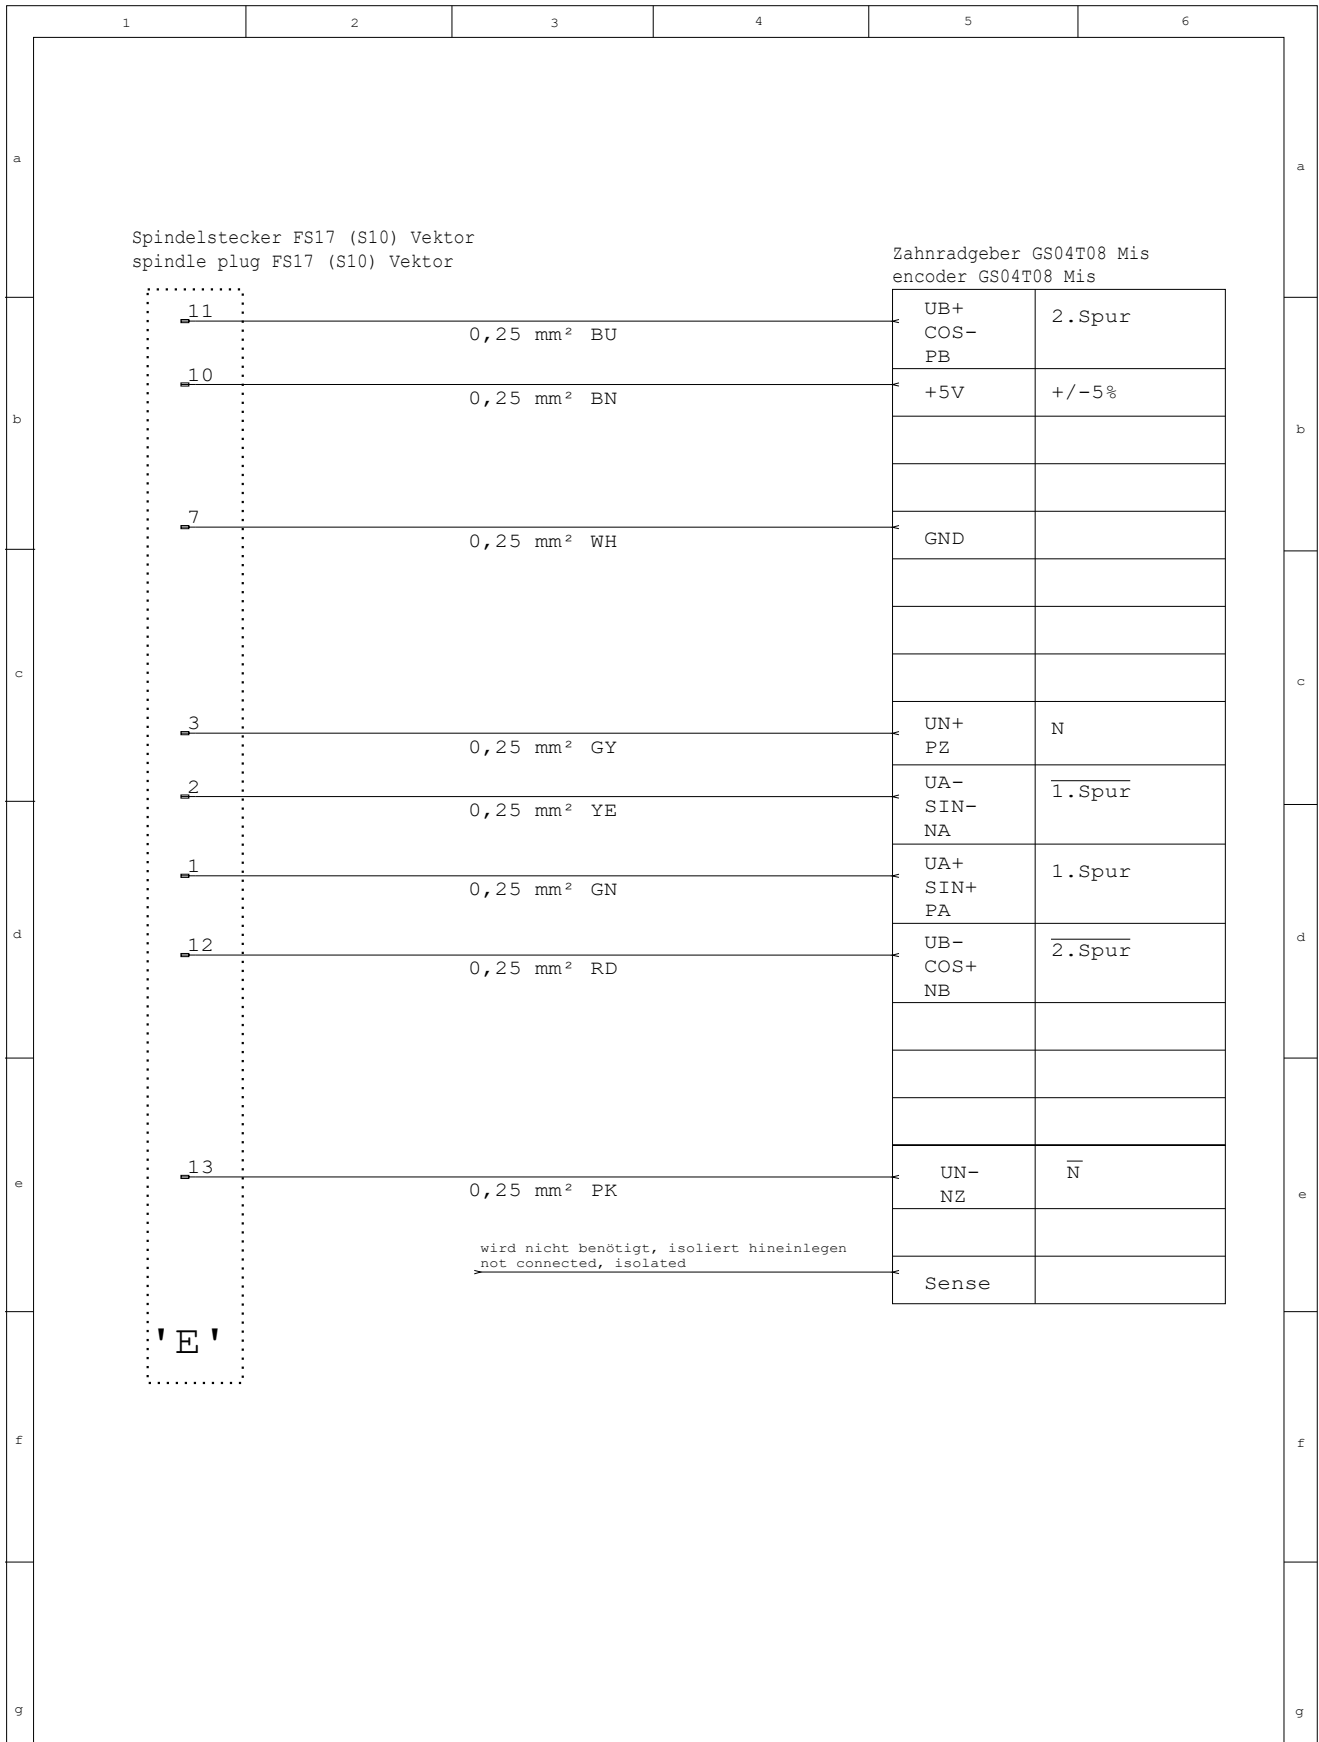 1 2 3 4 5 6
a a
Spindelstecker FS17 (S10) Vektor
spindle plug FS17 (S10) Vektor
Zahnradgeber GS04T08 Mis
encoder GS04T08 Mis
11
0,25 mm² BU
UB+
COS-
PB
2.Spur
10
0,25 mm² BN
+5V
+/-5%
b b
7
0,25 mm² WH
GND
c c
3
0,25 mm² GY
UN+
PZ
N
2
0,25 mm² YE
UA-
SIN-
NA
1.Spur
1
0,25 mm² GN
UA+
SIN+
PA
1.Spur
d d
12
0,25 mm² RD
UB-
COS+
NB
2.Spur
13
0,25 mm² PK
UN-
NZ
N
e e
wird nicht benötigt, isoliert hineinlegen
not connected, isolated
Sense
'E'
f f
g g